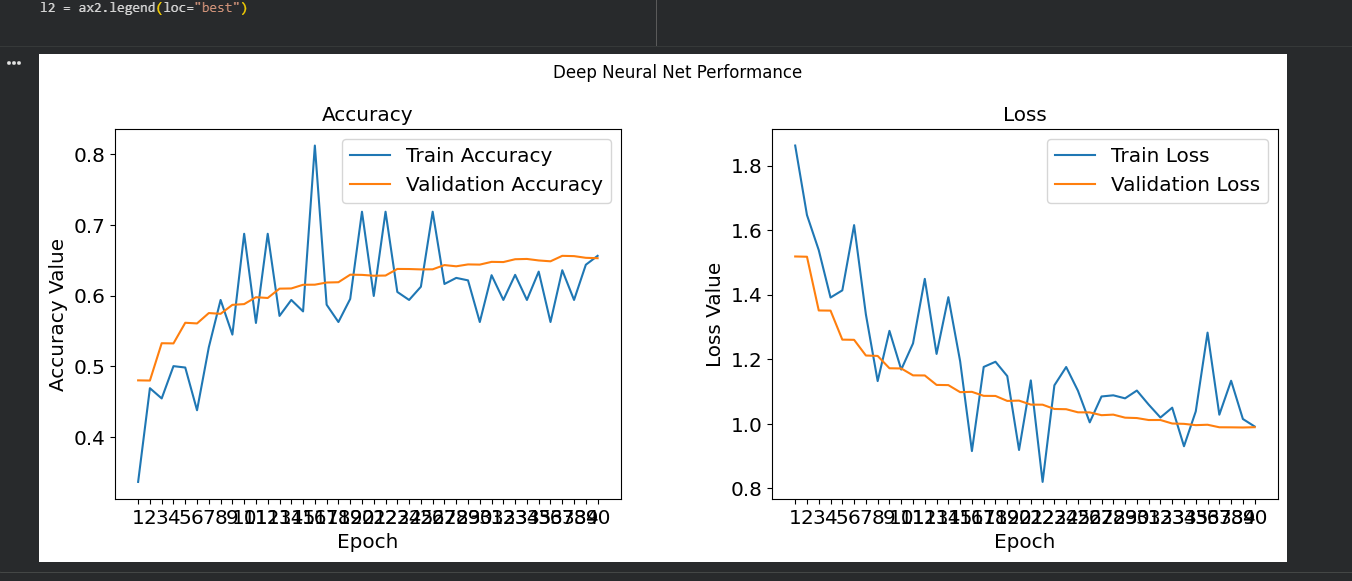 l2 = ax2.legend(loc="best")
Deep Neural Net Performance
Accuracy
Train Accuracy
Validation Accuracy
0.8
0.7
0.6
0.5
0.4
Accuracy Value
Epoch
Loss
Train Loss
Validation Loss
1.8
1.6
1.4
1.2
1.0
0.8
Loss Value
Epoch